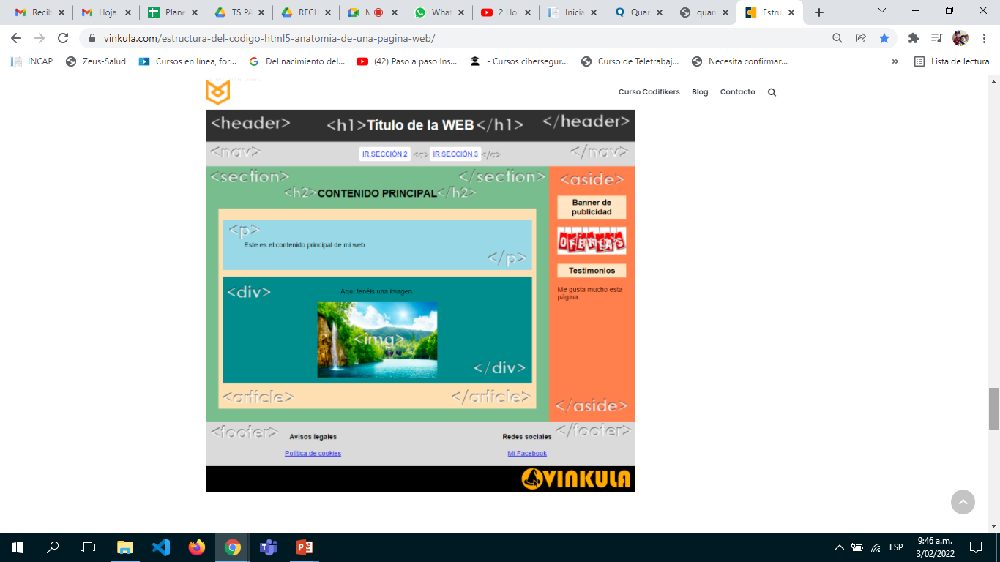 Recib
Hoja
Plane
TS PA
RECU
M
What
2 Ho
Inicia
Quar
quan
Estru
vinkula.com/estructura-del-codigo-html5-anatomia-de-una-pagina-web/
INCAP
Zeus-Salud
Cursos en línea, for...
Del nacimiento del...
(42) Paso a paso Ins...
- Cursos cibersegur...
Curso de Teletrabaj...
Necesita confirmar...
»
Lista de lectura
Curso Codifikers
Blog
Contacto
<header> <h1>Título de la WEB</h1> </header>
<nav> IR SECCIÓN 2 <a> IR SECCIÓN 3 </a> </nav>
<section> </section>
<h2>CONTENIDO PRINCIPAL</h2>
<p>
Este es el contenido principal de mi web.
</p>
<div>
Aquí tenéis una imagen.
<img>
</div>
<article> </article>
<aside>
Banner de
publicidad
OFERTAS
Testimonios
Me gusta mucho esta
página.
</aside>
<footer> </footer>
Avisos legales
Redes sociales
Política de cookies
Mi Facebook
VINKULA
ESP
9:46 a.m.
3/02/2022